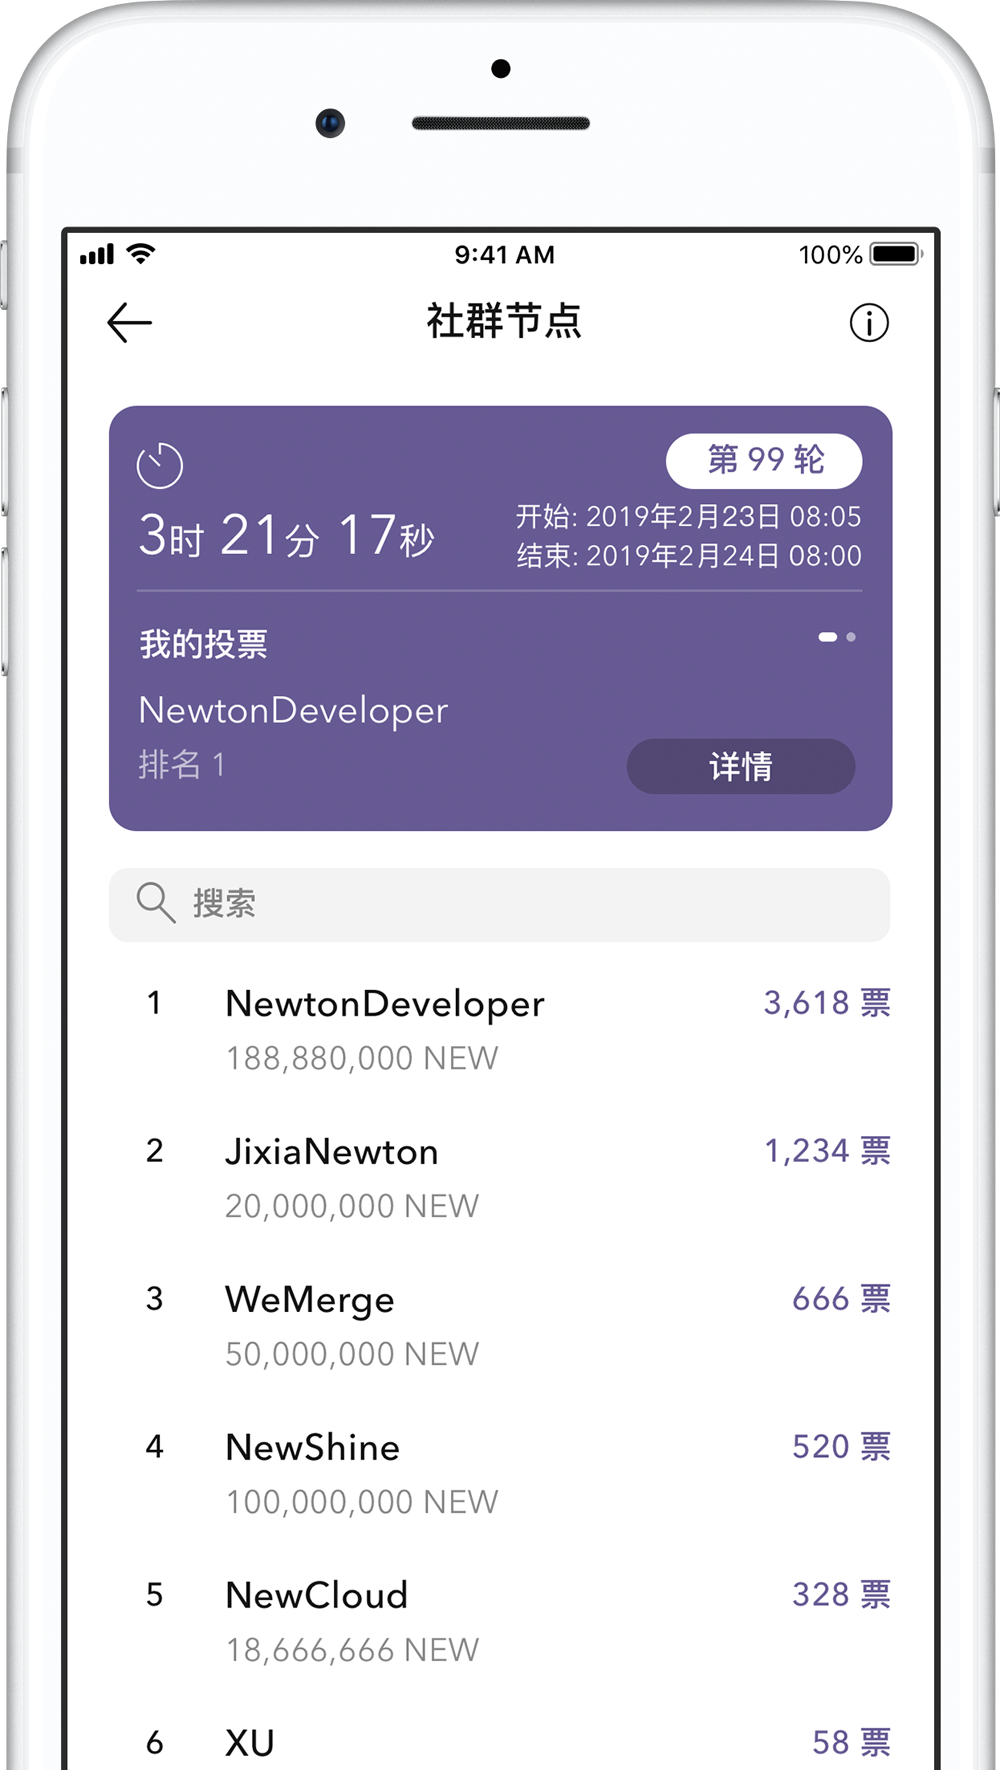 9:41 AM 100%
社群节点
第 99 轮
3时 21分 17秒
开始: 2019年2月23日 08:05
结束: 2019年2月24日 08:00
我的投票
NewtonDeveloper
排名 1
详情
搜索
1 NewtonDeveloper 3,618 票
188,880,000 NEW
2 JixiaNewton 1,234 票
20,000,000 NEW
3 WeMerge 666 票
50,000,000 NEW
4 NewShine 520 票
100,000,000 NEW
5 NewCloud 328 票
18,666,666 NEW
6 XU 58 票